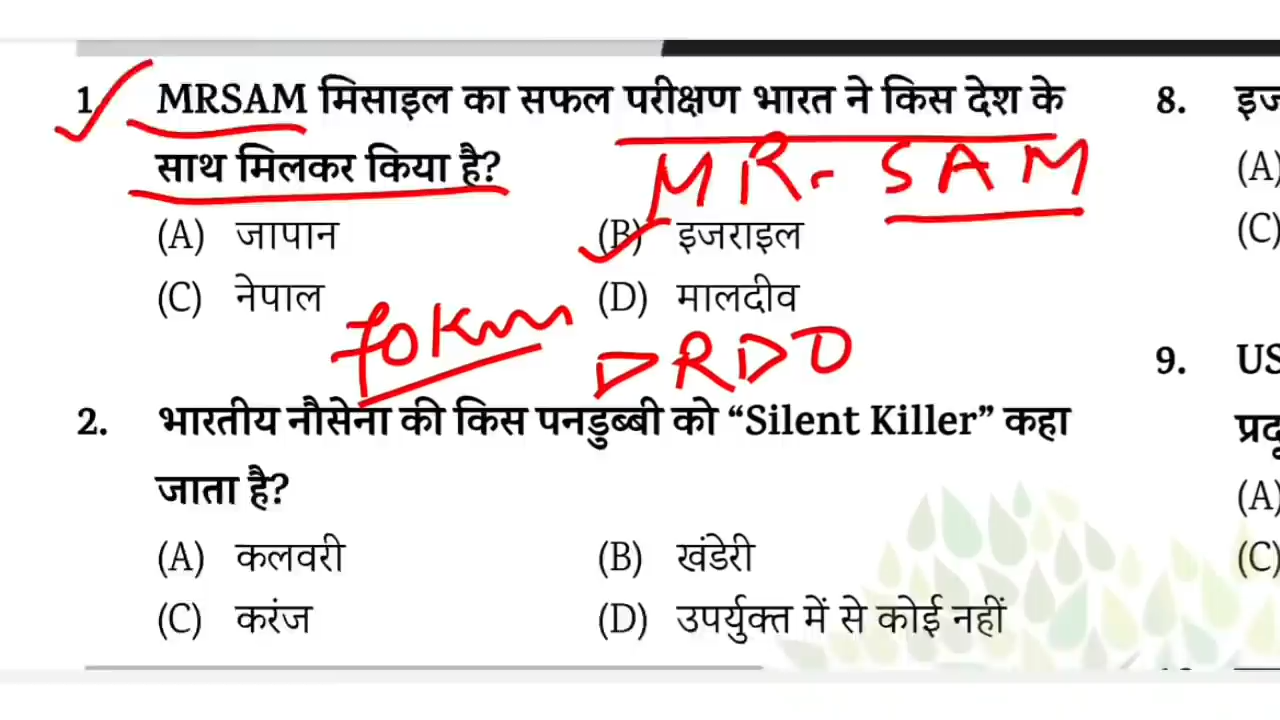 1. MRSAM मिसाइल का सफल परीक्षण भारत ने किस देश के
साथ मिलकर किया है?
MR-SAM
(A) जापान (B) इजराइल
(C) नेपाल (D) मालदीव
70km
DRDO
2. भारतीय नौसेना की किस पनडुब्बी को “Silent Killer” कहा
जाता है?
(A) कलवरी (B) खंडेरी
(C) करंज (D) उपर्युक्त में से कोई नहीं
8.
(A)
(C)
9. US
(A)
(C)